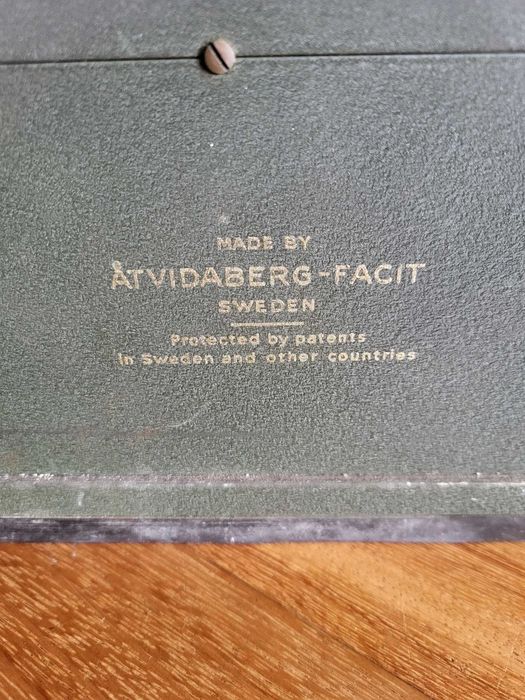 MADE BY
ÅTVIDABERG-FACIT
SWEDEN
Protected by patents
in Sweden and other countries